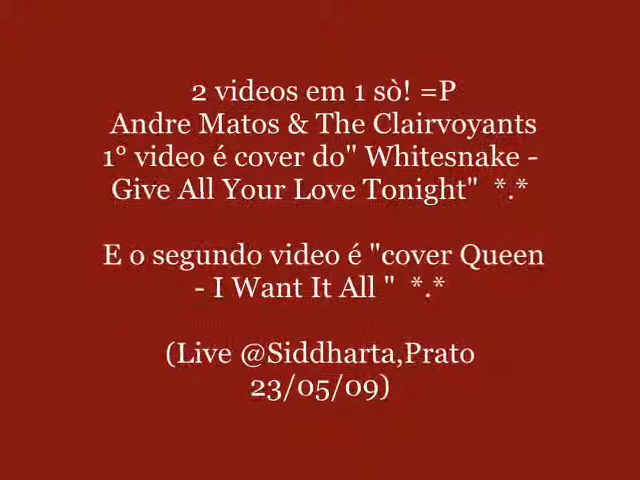 2 videos em 1 sò! =P
Andre Matos & The Clairvoyants
1° video é cover do" Whitesnake -
Give All Your Love Tonight"  *.*
E o segundo video é "cover Queen
- I Want It All "  *.*
(Live @Siddharta,Prato
23/05/09)